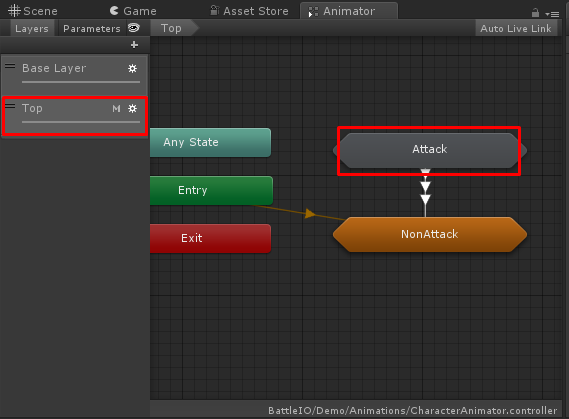 Scene Game Asset Store Animator
Layers Parameters Top Auto Live Link
Base Layer
Top M
Any State
Attack
Entry
Exit
NonAttack
BattleIO/Demo/Animations/CharacterAnimator.controller